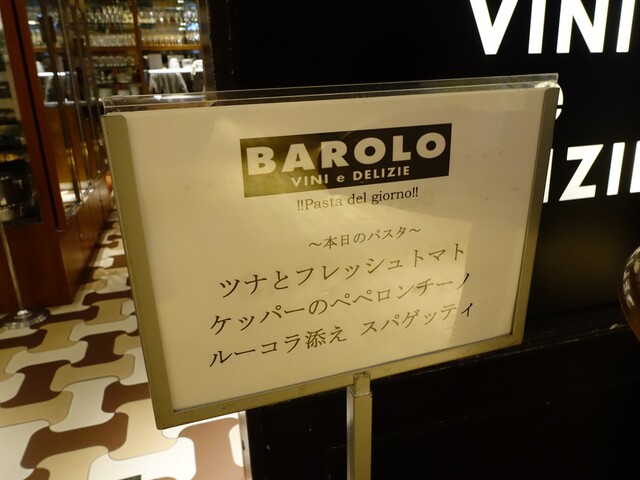 VINI
e
IZIE
BAROLO
VINI e DELIZIE
!!Pasta del giorno!!
～本日のパスタ～
ツナとフレッシュトマト
ケッパーのペペロンチーノ
ルーコラ添え スパゲッティ